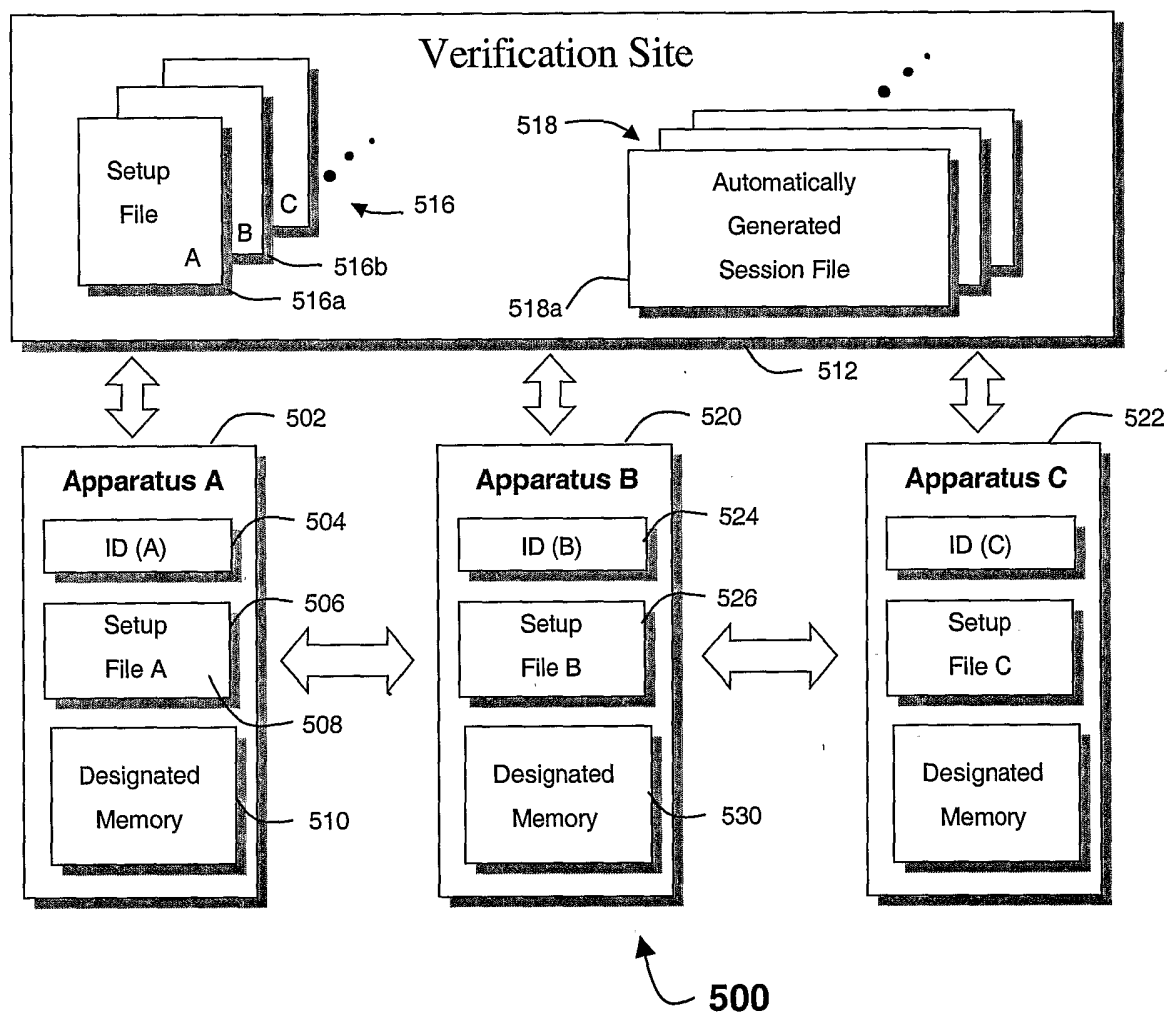 Verification Site
Setup
File
A
B
C
516
516b
516a
518
Automatically
Generated
Session File
518a
512
502
Apparatus A
504
ID (A)
506
Setup
File A
508
Designated
Memory
510
520
Apparatus B
524
ID (B)
526
Setup
File B
Designated
Memory
530
522
Apparatus C
ID (C)
Setup
File C
Designated
Memory
500